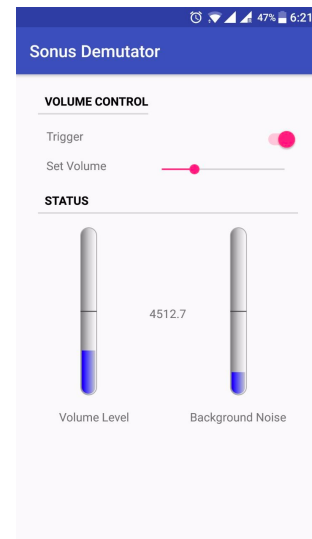 47% 6:21
Sonus Demutator
VOLUME CONTROL
Trigger
Set Volume
STATUS
4512.7
Volume Level Background Noise